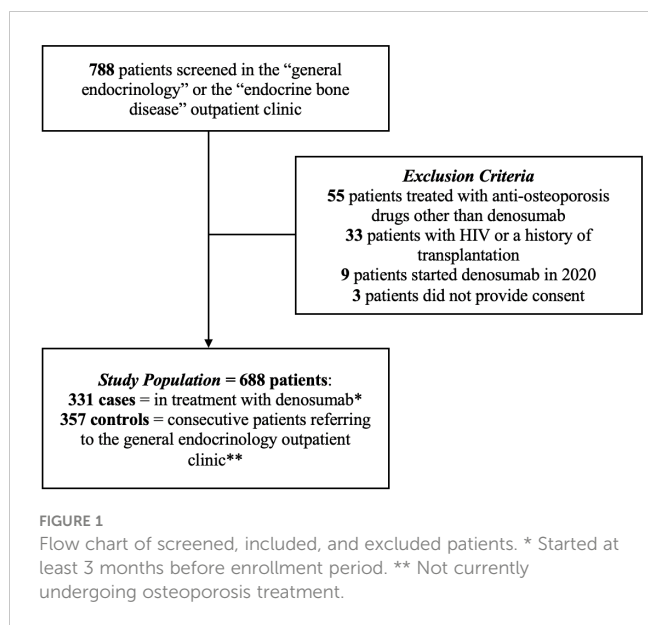 788 patients screened in the “general
endocrinology” or the “endocrine bone
disease” outpatient clinic
Exclusion Criteria
55 patients treated with anti-osteoporosis
drugs other than denosumab
33 patients with HIV or a history of
transplantation
9 patients started denosumab in 2020
3 patients did not provide consent
Study Population = 688 patients:
331 cases = in treatment with denosumab*
357 controls = consecutive patients referring
to the general endocrinology outpatient
clinic**
FIGURE 1
Flow chart of screened, included, and excluded patients. * Started at
least 3 months before enrollment period. ** Not currently
undergoing osteoporosis treatment.